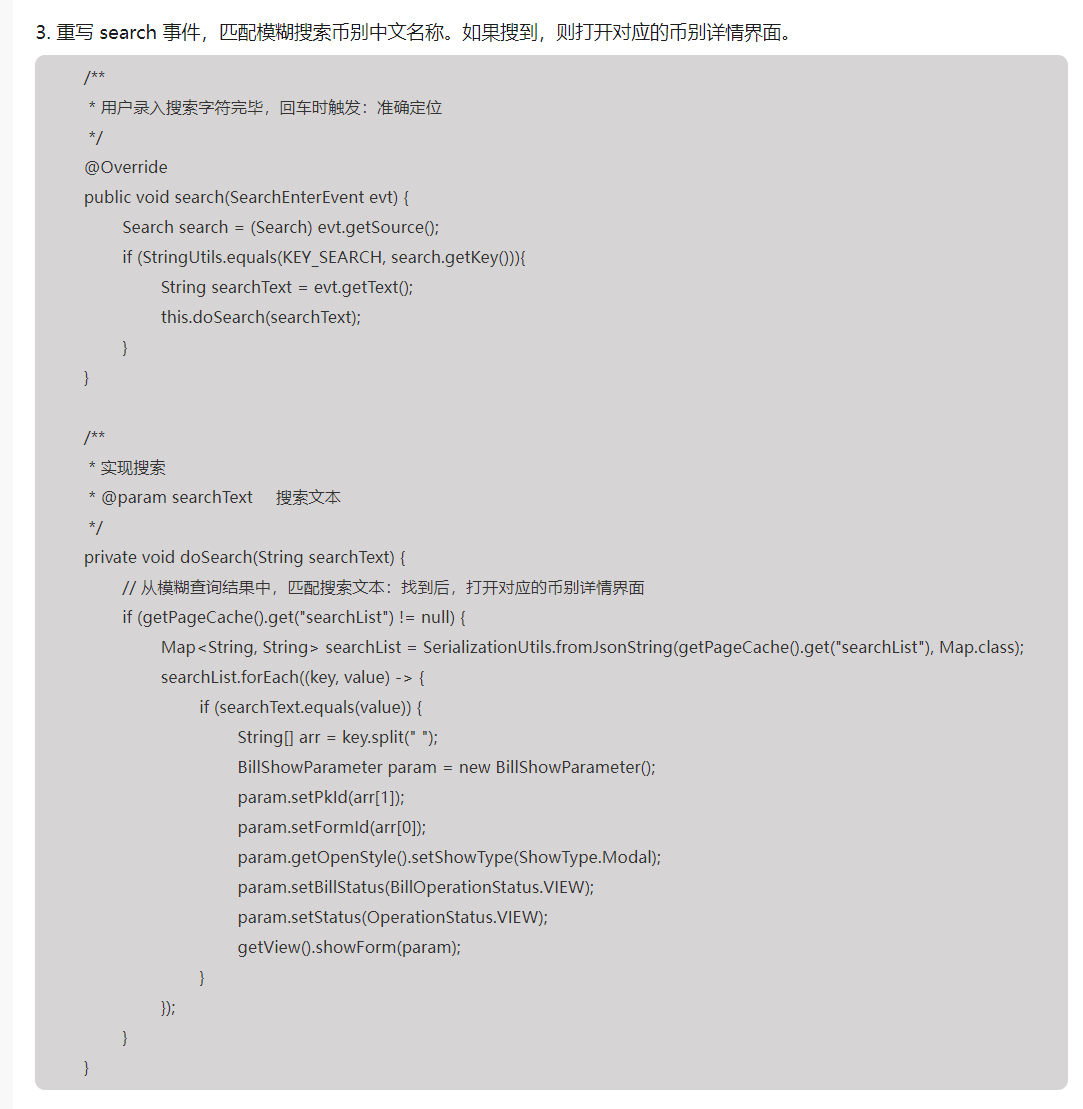 3. 重写 search 事件，匹配模糊搜索币别中文名称。如果搜到，则打开对应的币别详情界面。
/**
* 用户录入搜索字符完毕，回车时触发：准确定位
*/
@Override
public void search(SearchEnterEvent evt) {
Search search = (Search) evt.getSource();
if (StringUtils.equals(KEY_SEARCH, search.getKey())){
String searchText = evt.getText();
this.doSearch(searchText);
}
}
/**
* 实现搜索
* @param searchText 搜索文本
*/
private void doSearch(String searchText) {
// 从模糊查询结果中，匹配搜索文本：找到后，打开对应的币别详情界面
if (getPageCache().get("searchList") != null) {
Map<String, String> searchList = SerializationUtils.fromJsonString(getPageCache().get("searchList"), Map.class);
searchList.forEach((key, value) -> {
if (searchText.equals(value)) {
String[] arr = key.split(" ");
BillShowParameter param = new BillShowParameter();
param.setPkId(arr[1]);
param.setFormId(arr[0]);
param.getOpenStyle().setShowType(ShowType.Modal);
param.setBillStatus(BillOperationStatus.VIEW);
param.setStatus(OperationStatus.VIEW);
getView().showForm(param);
}
});
}
}